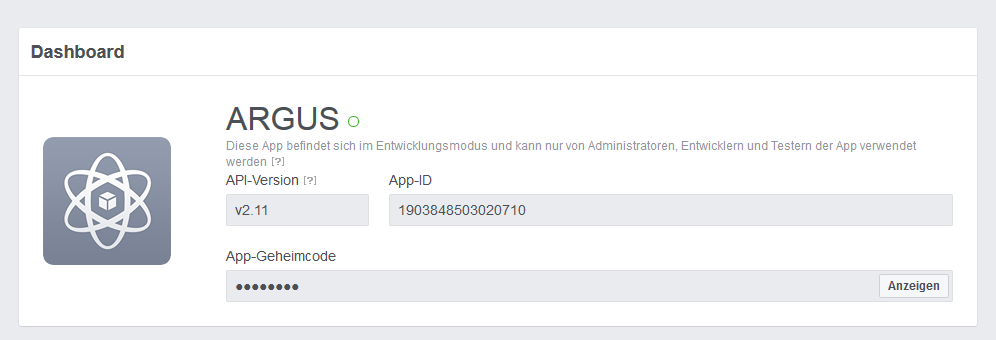 Dashboard
ARGUS
Diese App befindet sich im Entwicklungsmodus und kann nur von Administratoren, Entwicklern und Testern der App verwendet
werden [?]
API-Version [?]
App-ID
v2.11
1903848503020710
App-Geheimcode
●●●●●●●●
Anzeigen